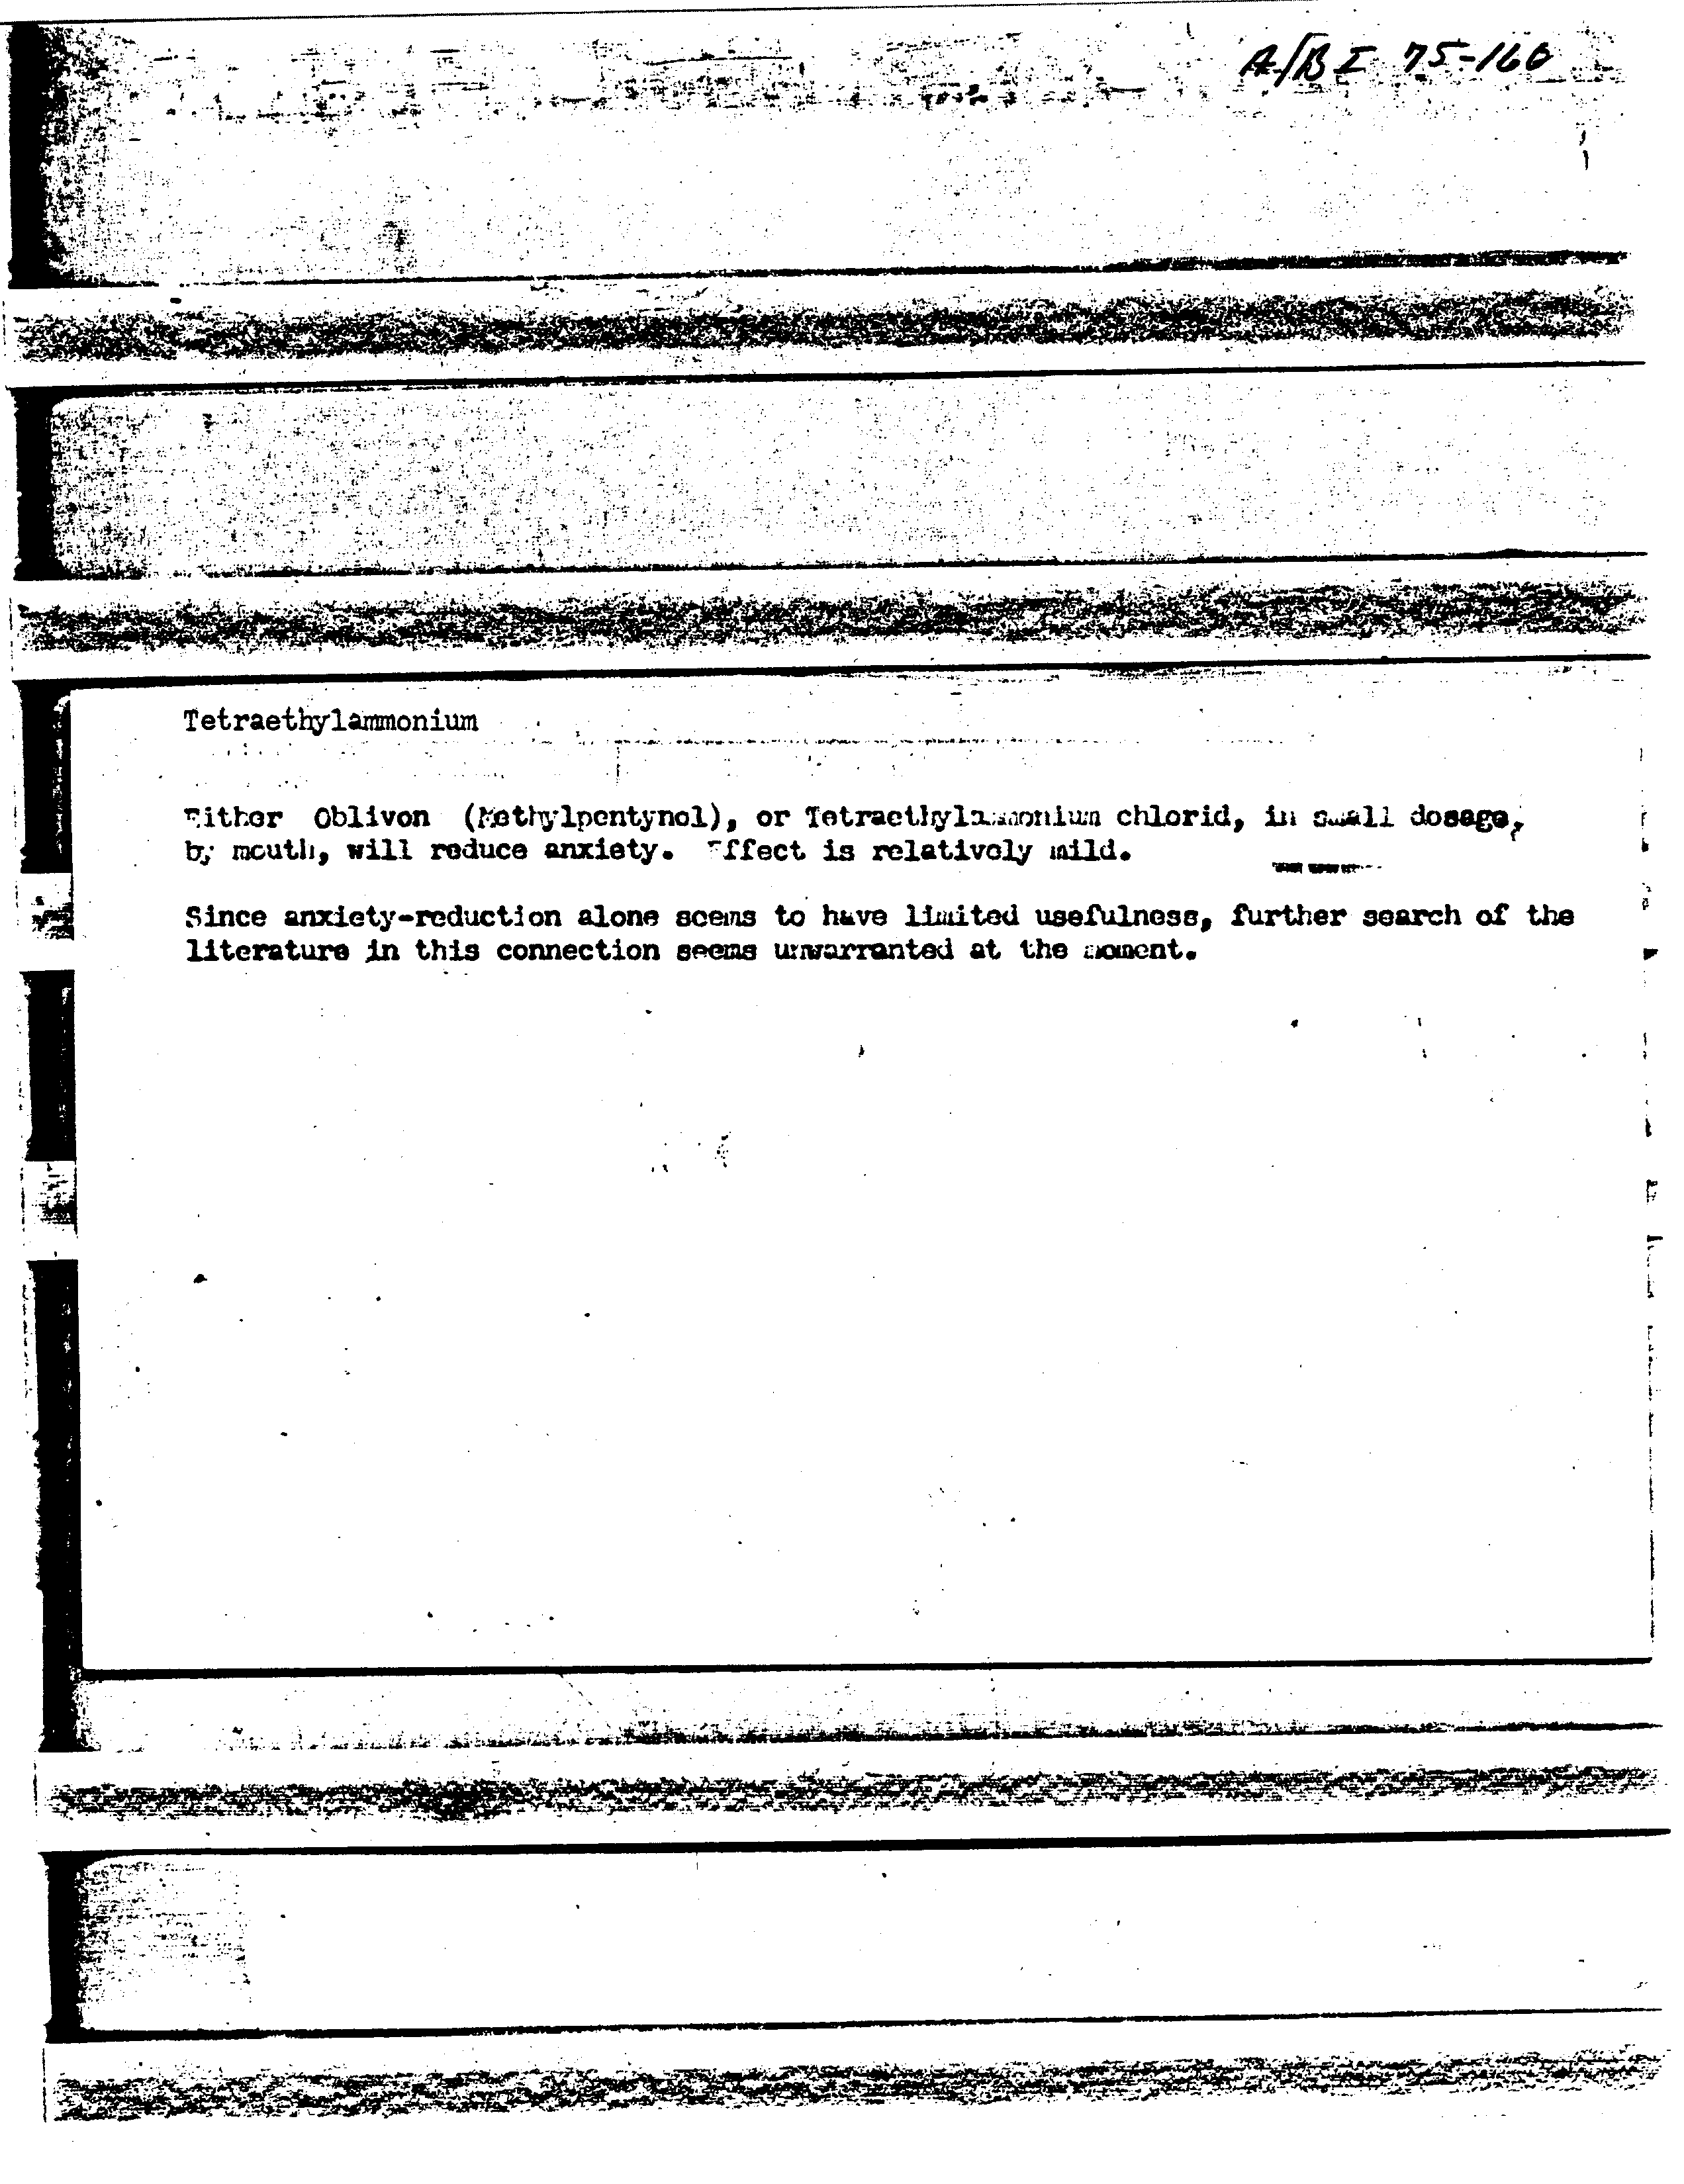 A/B I 75-160
Tetraethylammonium
Either Oblivon (Methylpentynol), or Tetraethylammonium chlorid, in small dosage,
by mouth, will reduce anxiety. Effect is relatively mild.
Since anxiety-reduction alone seems to have limited usefulness, further search of the
literature in this connection seems unwarranted at the moment.